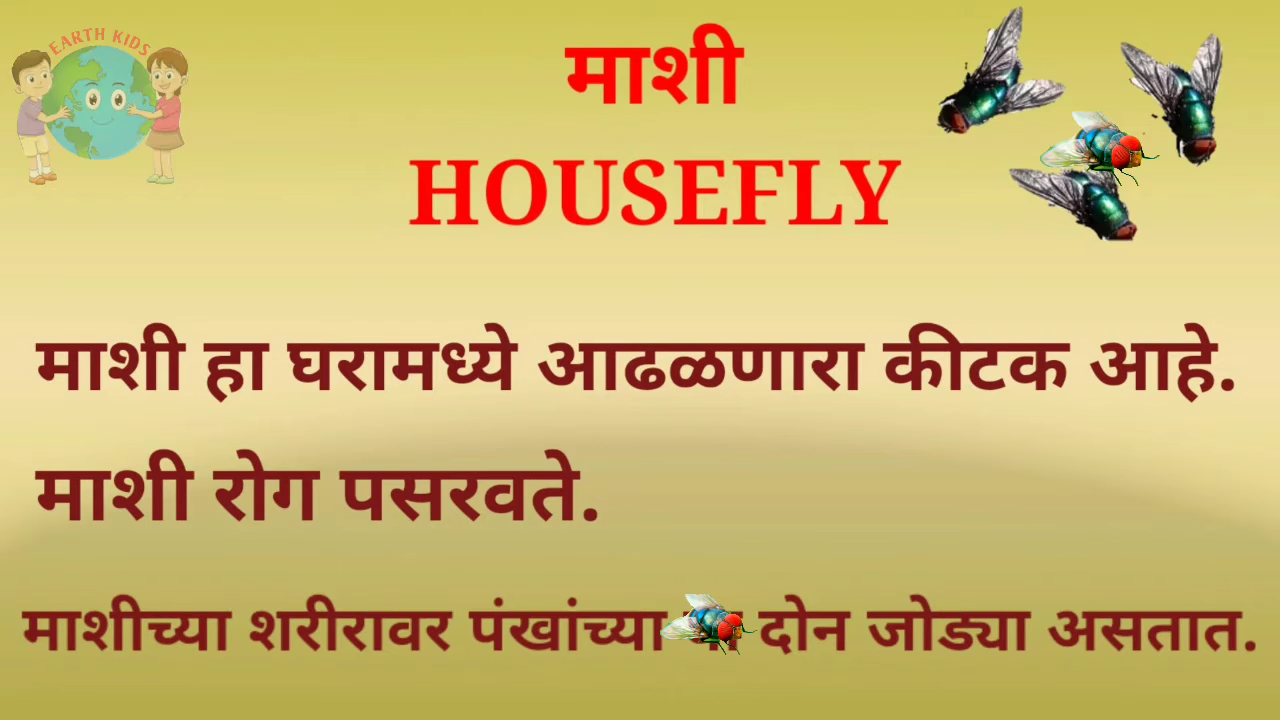 EARTH KIDS
माशी
HOUSEFLY
माशी हा घरामध्ये आढळणारा कीटक आहे.
माशी रोग पसरवते.
माशीच्या शरीरावर पंखांच्या दोन जोड्या असतात.